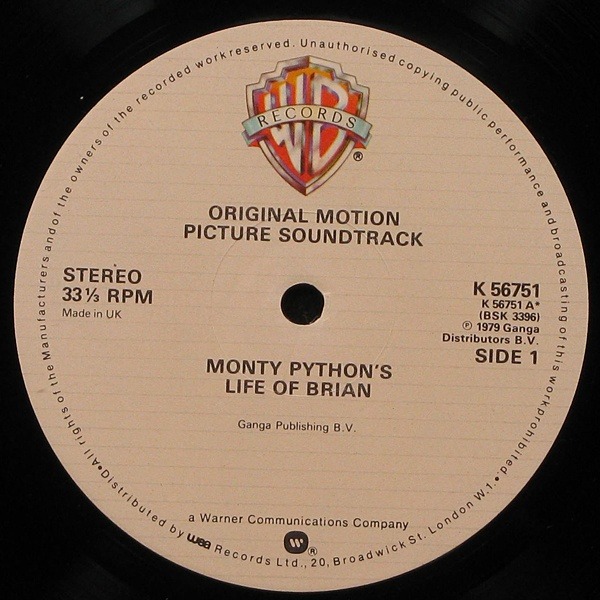 All rights of the Manufacturers and of the owners of the recorded work reserved. Unauthorised copying public performance and broadcasting of this work prohibited.
WB
RECORDS
®
ORIGINAL MOTION
PICTURE SOUNDTRACK
STEREO
33⅓ RPM
Made in UK
K 56751
K 56751 A*
(BSK 3396)
℗ 1979 Ganga
Distributors B.V.
SIDE 1
MONTY PYTHON'S
LIFE OF BRIAN
Ganga Publishing B.V.
a Warner Communications Company
W®
•Distributed by wea Records Ltd., 20, Broadwick St. London W.1.•